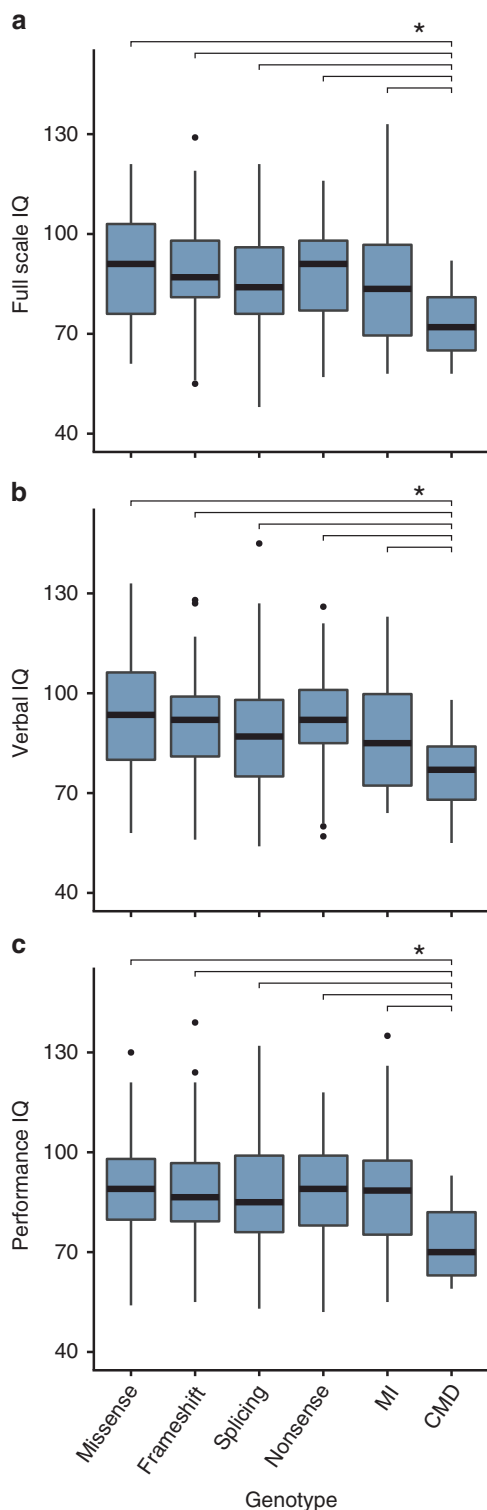 a
*
Full scale IQ
130
100
70
40
b
*
Verbal IQ
130
100
70
40
c
*
Performance IQ
130
100
70
40
Missense
Frameshift
Splicing
Nonsense
MI
CMD
Genotype